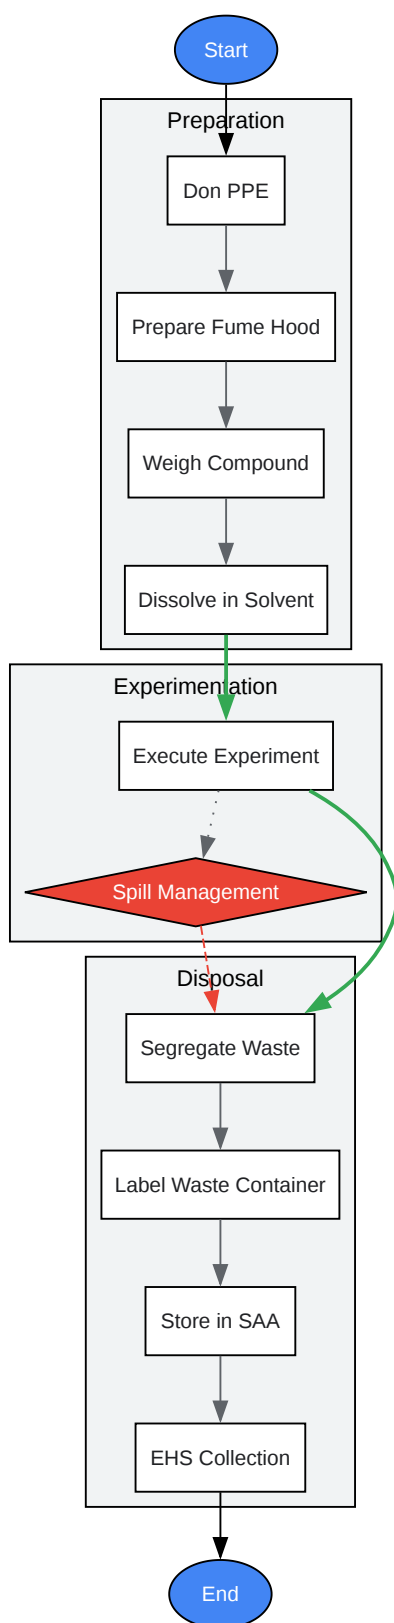 Start
Preparation
Don PPE
Prepare Fume Hood
Weigh Compound
Dissolve in Solvent
Experimentation
Execute Experiment
Spill Management
Disposal
Segregate Waste
Label Waste Container
Store in SAA
EHS Collection
End